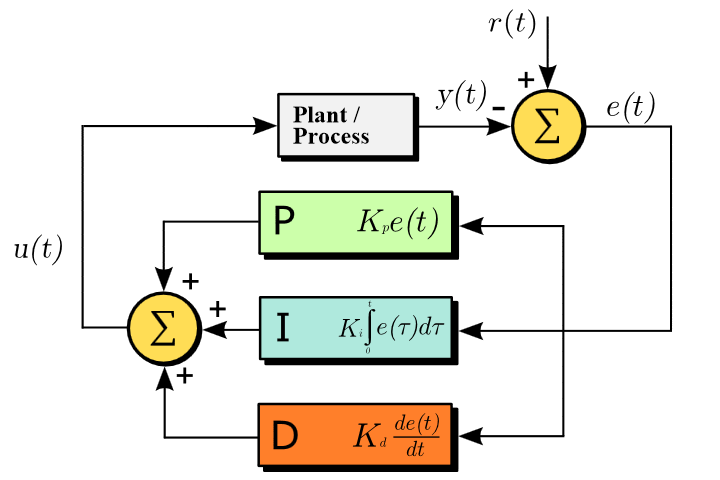 r(t)
+
Plant /
Process
y(t)
-
Σ
e(t)
P K_p e(t)
u(t)
+
Σ
+
I K_i ∫_0^t e(τ)dτ
+
D K_d de(t)/dt